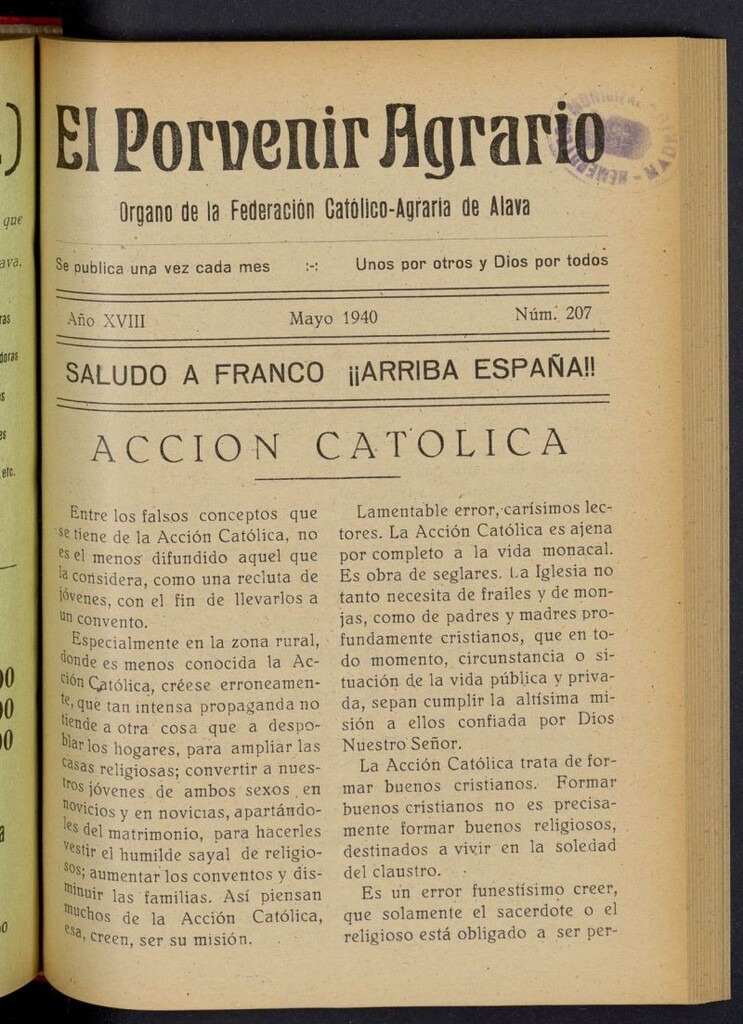 El Porvenir Agrario
Organo de la Federación Católico-Agraria de Alava
Se publica una vez cada mes :-: Unos por otros y Dios por todos
Año XVIII Mayo 1940 Núm. 207
SALUDO A FRANCO ¡¡ARRIBA ESPAÑA!!
ACCION CATOLICA
Entre los falsos conceptos que
se tiene de la Acción Católica, no
es el menos difundido aquel que
la considera, como una recluta de
jóvenes, con el fin de llevarlos a
un convento.
Especialmente en la zona rural,
donde es menos conocida la Ac-
ción Católica, créese erroneamen-
te, que tan intensa propaganda no
tiende a otra cosa que a despo-
blar los hogares, para ampliar las
casas religiosas; convertir a nues-
tros jóvenes de ambos sexos en
novicios y en novicias, apartándo-
les del matrimonio, para hacerles
vestir el humilde sayal de religio-
sos; aumentar los conventos y dis-
minuir las familias. Así piensan
muchos de la Acción Católica,
esa, creen, ser su misión.
Lamentable error, carísimos lec-
tores. La Acción Católica es ajena
por completo a la vida monacal.
Es obra de seglares. La Iglesia no
tanto necesita de frailes y de mon-
jas, como de padres y madres pro-
fundamente cristianos, que en to-
do momento, circunstancia o si-
tuación de la vida pública y priva-
da, sepan cumplir la altísima mi-
sión a ellos confiada por Dios
Nuestro Señor.
La Acción Católica trata de for-
mar buenos cristianos. Formar
buenos cristianos no es precisa-
mente formar buenos religiosos,
destinados a vivir en la soledad
del claustro.
Es un error funestísimo creer,
que solamente el sacerdote o el
religioso está obligado a ser per-
que
ava.
ras
doras
s
es
etc.
00
00
00